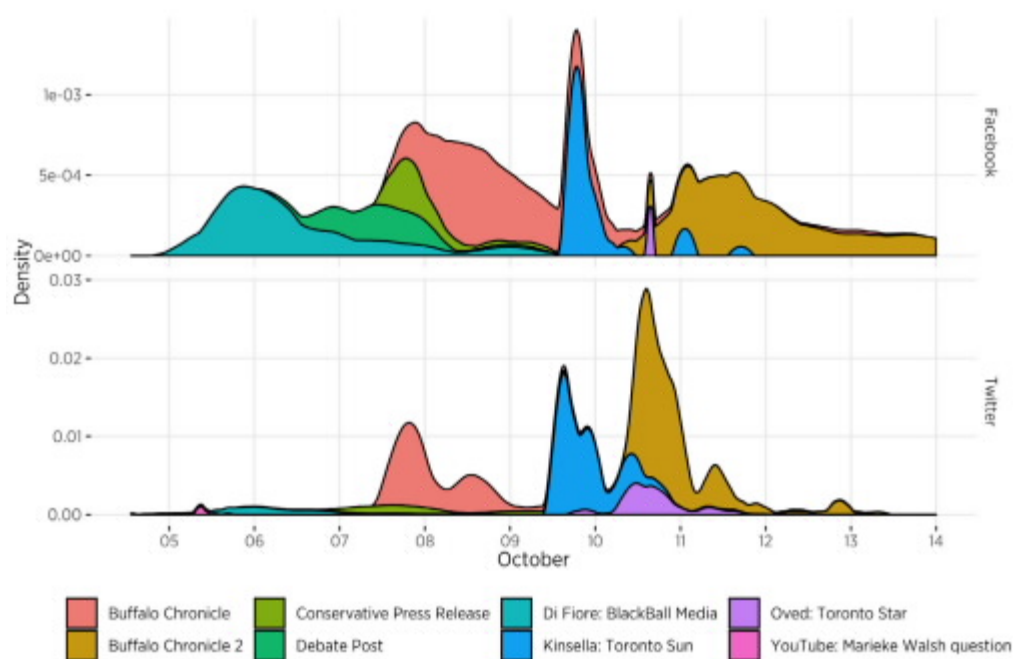 1e-03
5e-04
0e+00
Facebook
Density
0.03
0.02
0.01
0.00
Twitter
05 06 07 08 09 10 11 12 13 14
October
Buffalo Chronicle Conservative Press Release Di Fiore: BlackBall Media Oved: Toronto Star
Buffalo Chronicle 2 Debate Post Kinsella: Toronto Sun YouTube: Marieke Walsh question